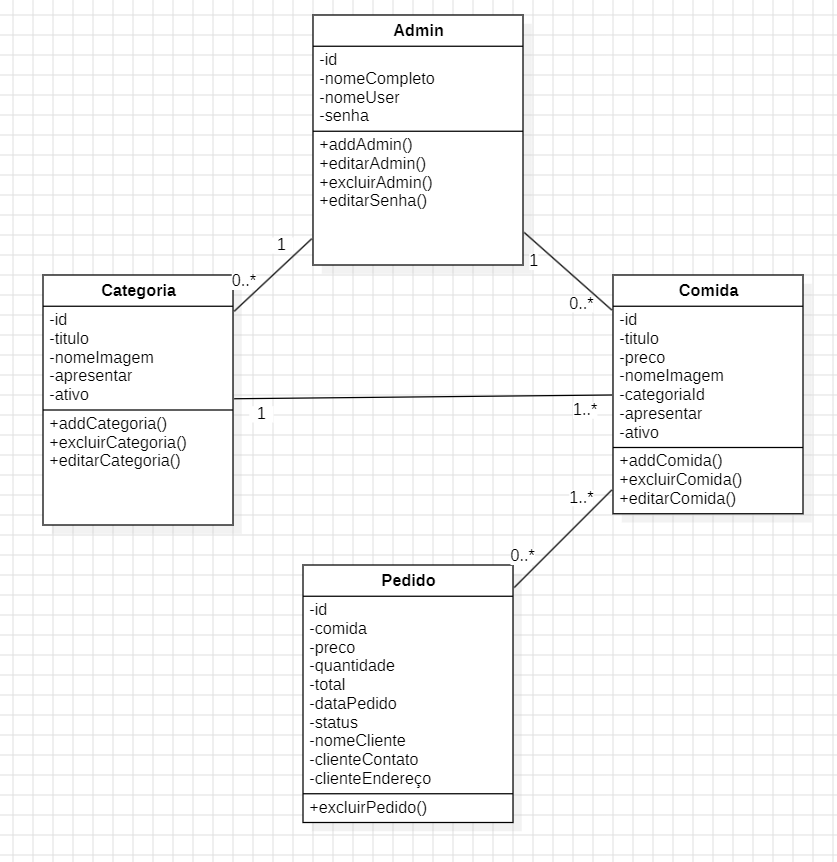 Admin
-id
-nomeCompleto
-nomeUser
-senha
+addAdmin()
+editarAdmin()
+excluirAdmin()
+editarSenha()
1
0..*
1
0..*
Categoria
-id
-titulo
-nomeImagem
-apresentar
-ativo
+addCategoria()
+excluirCategoria()
+editarCategoria()
Comida
-id
-titulo
-preco
-nomeImagem
-categoriaId
-apresentar
-ativo
+addComida()
+excluirComida()
+editarComida()
1
1..*
1..*
0..*
Pedido
-id
-comida
-preco
-quantidade
-total
-dataPedido
-status
-nomeCliente
-clienteContato
-clienteEndereço
+excluirPedido()